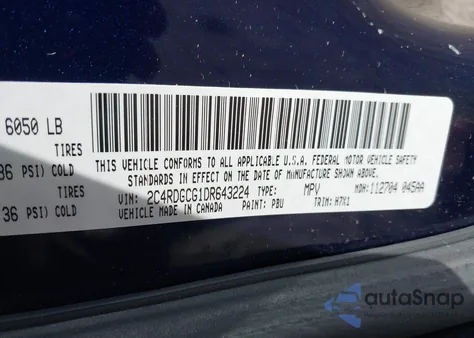 6050 LB
TIRES
36 PSI) COLD
TIRES
36 PSI) COLD
THIS VEHICLE CONFORMS TO ALL APPLICABLE U.S.A. FEDERAL MOTOR VEHICLE SAFETY
STANDARDS IN EFFECT ON THE DATE OF MANUFACTURE SHOWN ABOVE.
VIN: 2C4RDGCG1DR643224 TYPE: MPV MDH: 112704 045AA
VEHICLE MADE IN CANADA PAINT: PBU TRIM: H7X1
autoSnap